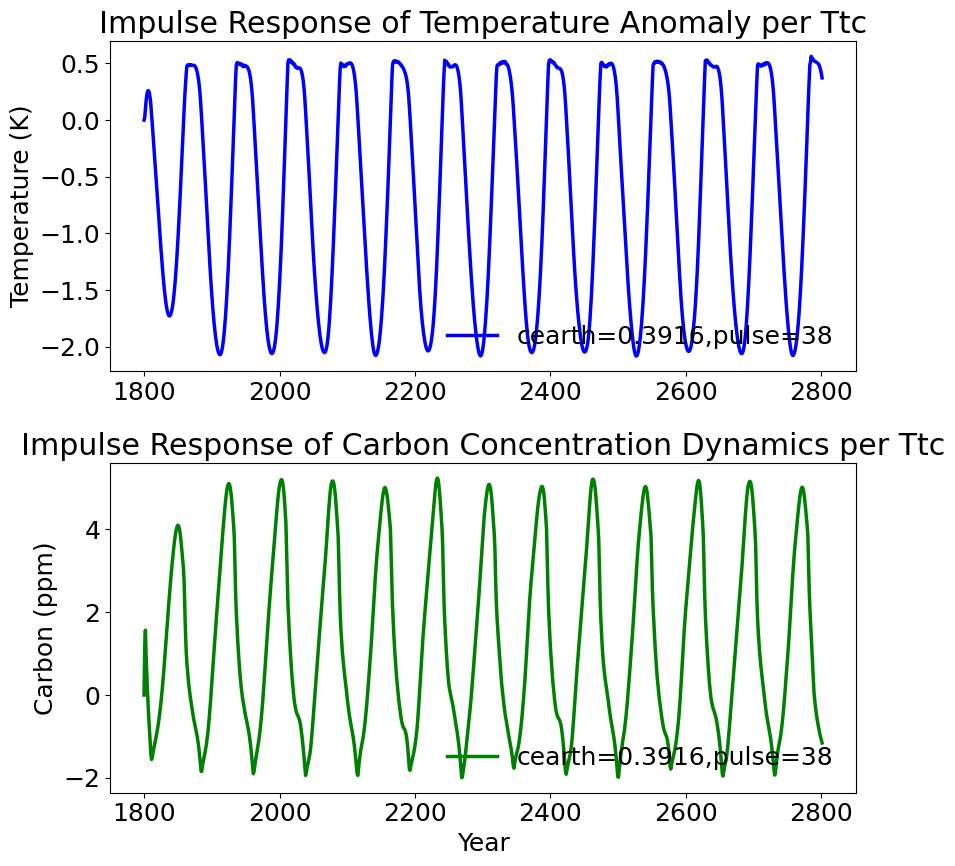 Impulse Response of Temperature Anomaly per Ttc
Temperature (K)
0.5
0.0
−0.5
−1.0
−1.5
−2.0
cearth=0.3916,pulse=38
1800 2000 2200 2400 2600 2800
Impulse Response of Carbon Concentration Dynamics per Ttc
Carbon (ppm)
4
2
0
−2
cearth=0.3916,pulse=38
1800 2000 2200 2400 2600 2800
Year